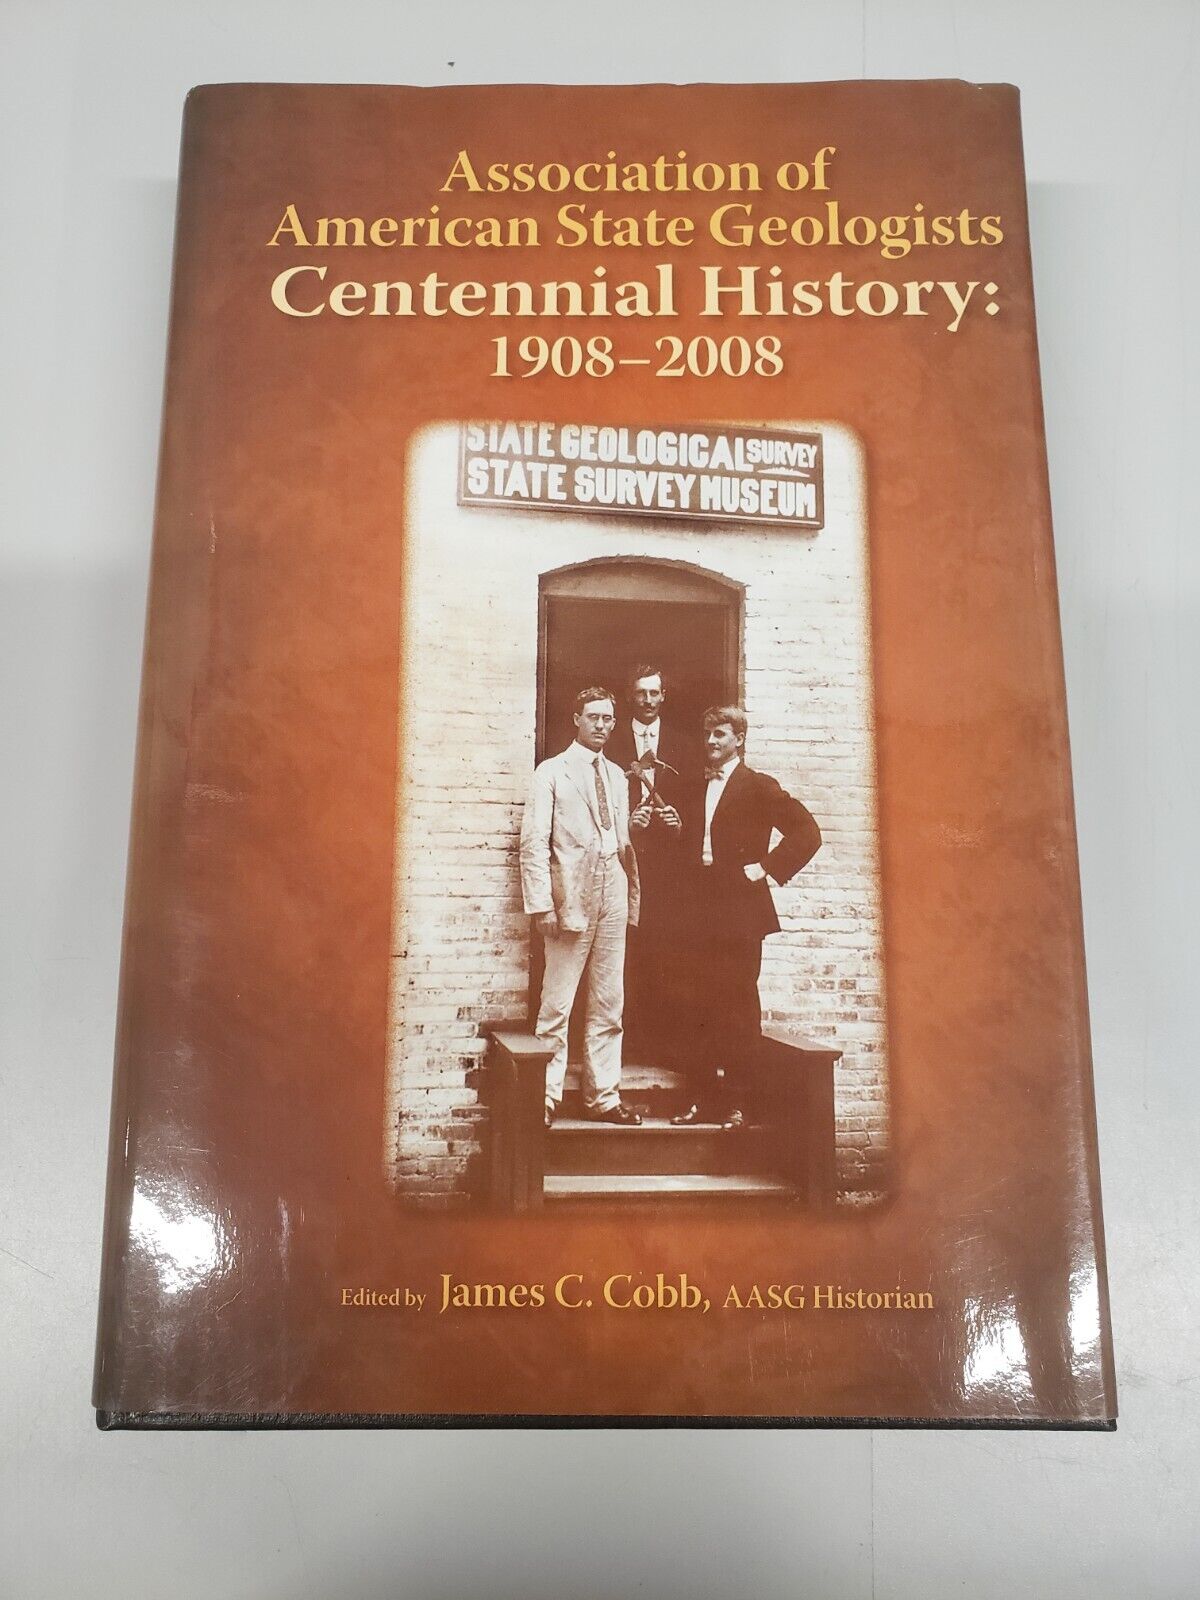 Association of
American State Geologists
Centennial History:
1908–2008
STATE GEOLOGICAL SURVEY
STATE SURVEY MUSEUM
Edited by James C. Cobb, AASG Historian